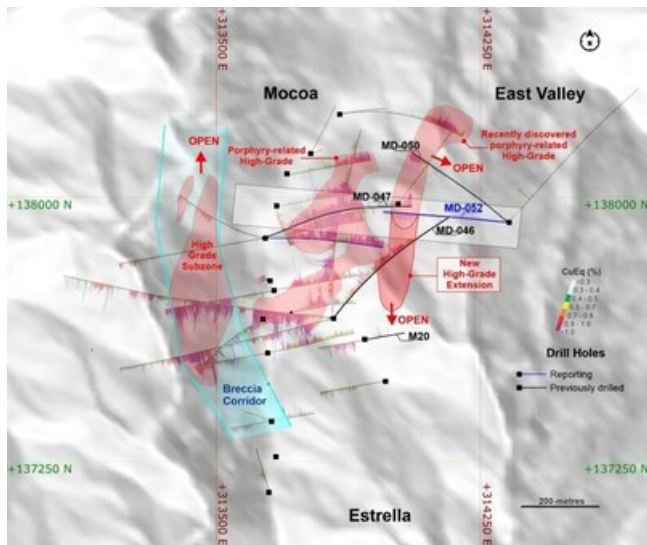 +313500 E
+314250 E
Mocoa
East Valley
OPEN
MD-050
Recently discovered
porphyry-related
High-Grade
Porphyry-related
High-Grade
OPEN
+138000 N
+138000 N
MD-047
MD-052
MD-046
High
Grade
Subzone
New
High-Grade
Extension
CuEq (%)
<0.3
0.3 - 0.4
0.4 - 0.5
0.5 - 0.7
0.7 - 0.8
0.8 - 1.0
>1.0
OPEN
M20
Drill Holes
Reporting
Previously drilled
Breccia
Corridor
+137250 N
+137250 N
+313500 E
+314250 E
200-metres
Estrella